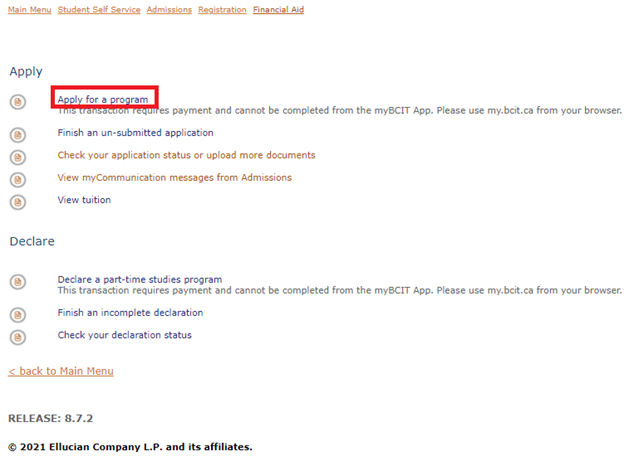 Main Menu Student Self Service Admissions Registration Financial Aid
Apply
Apply for a program
This transaction requires payment and cannot be completed from the myBCIT App. Please use my.bcit.ca from your browser.
Finish an un-submitted application
Check your application status or upload more documents
View myCommunication messages from Admissions
View tuition
Declare
Declare a part-time studies program
This transaction requires payment and cannot be completed from the myBCIT App. Please use my.bcit.ca from your browser.
Finish an incomplete declaration
Check your declaration status
< back to Main Menu
RELEASE: 8.7.2
© 2021 Ellucian Company L.P. and its affiliates.